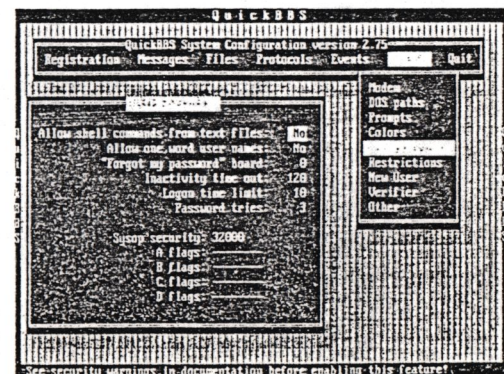 QuickBBS
QuickBBS System Configuration version 2.75
Registration Messages Files Protocols Events Quit
Modem
DOS paths
Prompts
Colors
Restrictions
New User
Verifier
Other
Allow shell commands from text files: No
Allow one word user names: No
"Forgot my password" board: 0
Inactivity time out: 120
Logon time limit: 10
Password tries: 3
Sysop security: 32000
A flags:
B flags:
C flags:
D flags:
See security warnings in documentation before enabling this feature!